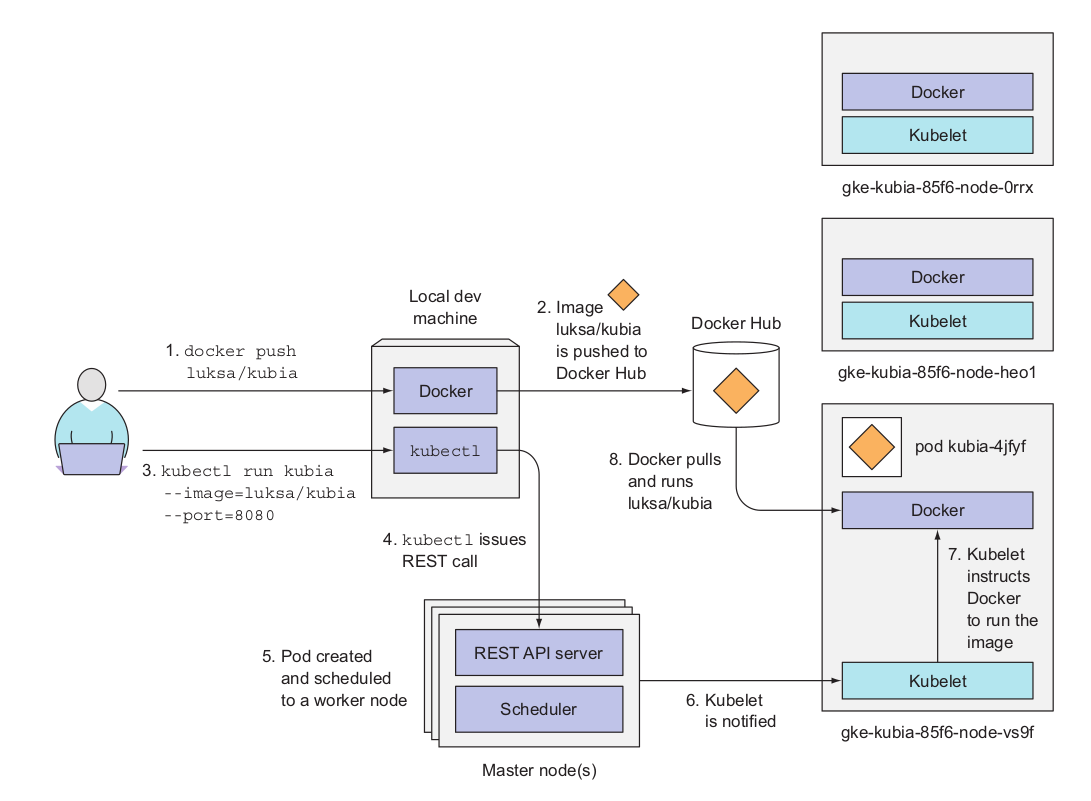 Docker
Kubelet
gke-kubia-85f6-node-0rrx
Docker
Kubelet
gke-kubia-85f6-node-heo1
Local dev
machine
1. docker push
luksa/kubia
Docker
kubectl
2. Image
luksa/kubia
is pushed to
Docker Hub
Docker Hub
3. kubectl run kubia
--image=luksa/kubia
--port=8080
4. kubectl issues
REST call
5. Pod created
and scheduled
to a worker node
REST API server
Scheduler
Master node(s)
6. Kubelet
is notified
8. Docker pulls
and runs
luksa/kubia
pod kubia-4jfyf
Docker
7. Kubelet
instructs
Docker
to run the
image
Kubelet
gke-kubia-85f6-node-vs9f